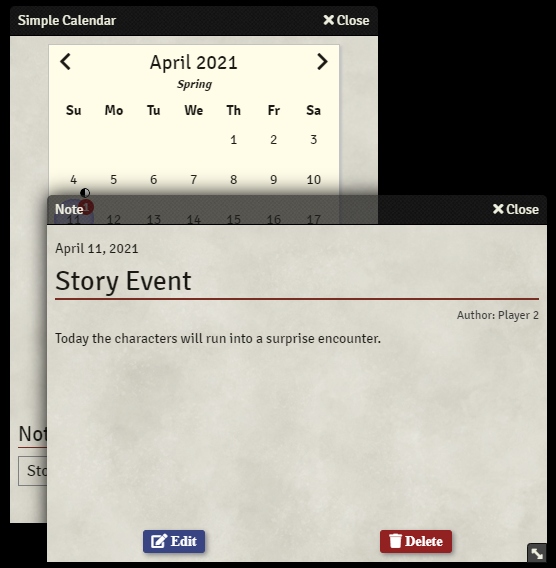 Simple Calendar
Close
April 2021
Spring
Su Mo Tu We Th Fr Sa
1 2 3
4 5 6 7 8 9 10
Note
Close
11 1 12 13 14 15 16 17
April 11, 2021
Story Event
Author: Player 2
Today the characters will run into a surprise encounter.
Edit
Delete